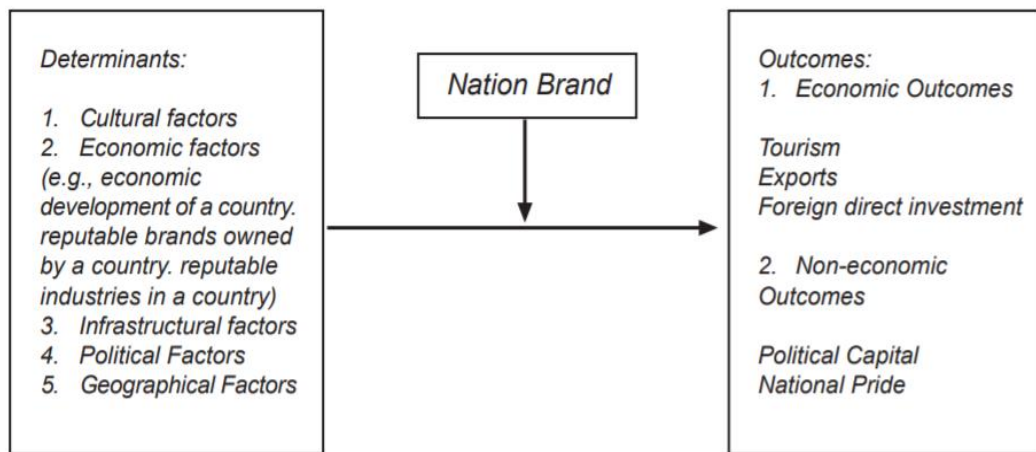 Determinants:
1. Cultural factors
2. Economic factors
(e.g., economic
development of a country.
reputable brands owned
by a country. reputable
industries in a country)
3. Infrastructural factors
4. Political Factors
5. Geographical Factors
Nation Brand
Outcomes:
1. Economic Outcomes
Tourism
Exports
Foreign direct investment
2. Non-economic
Outcomes
Political Capital
National Pride